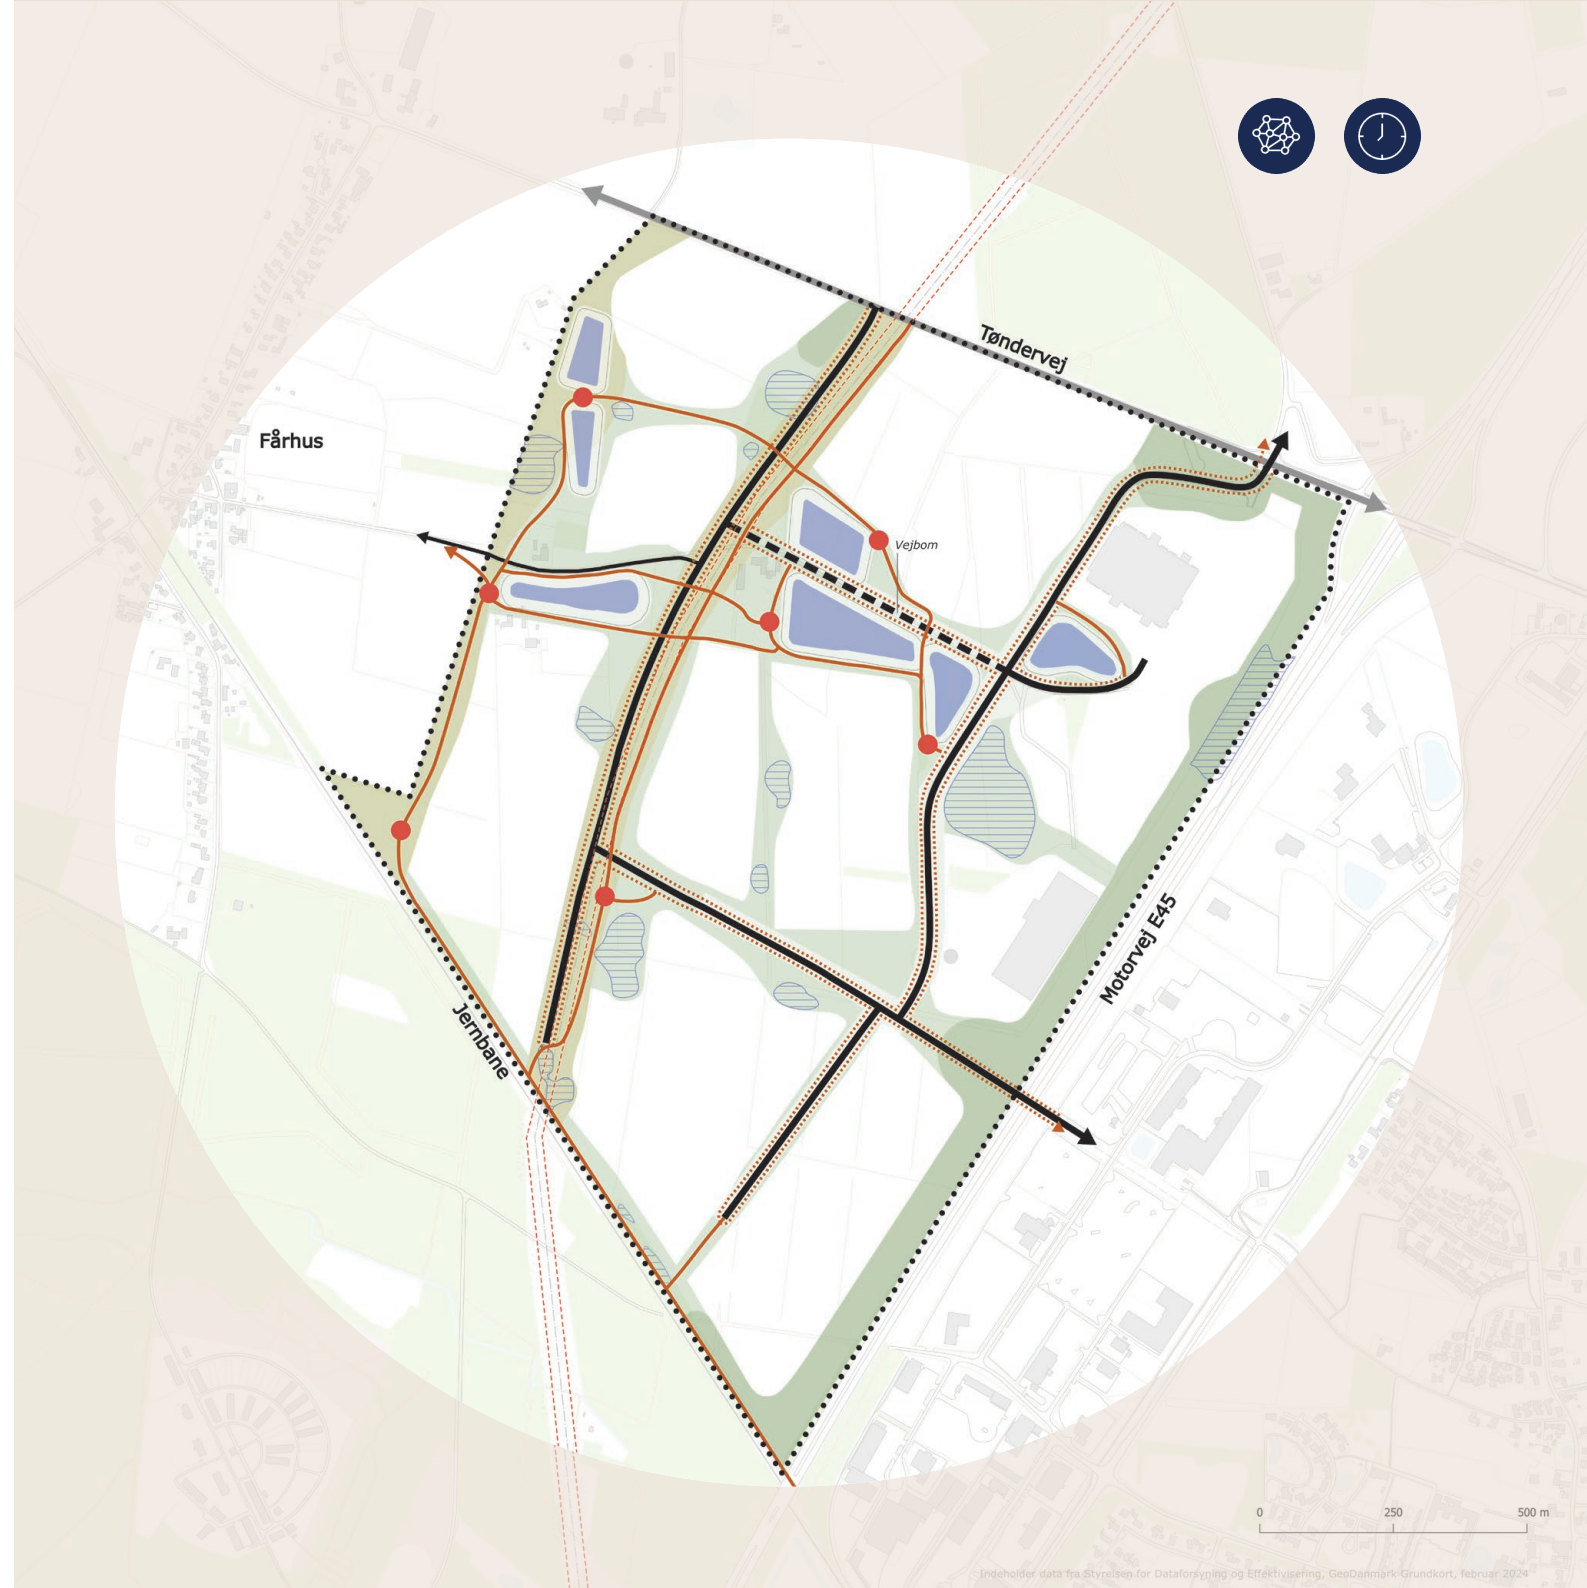 Tøndervej
Fårhus
Vejbom
Motorvej E45
Jernbane
0 250 500 m
Indeholder data fra Styrelsen for Dataforsyning og Effektivisering, GeoDanmark Grundkort, februar 2024